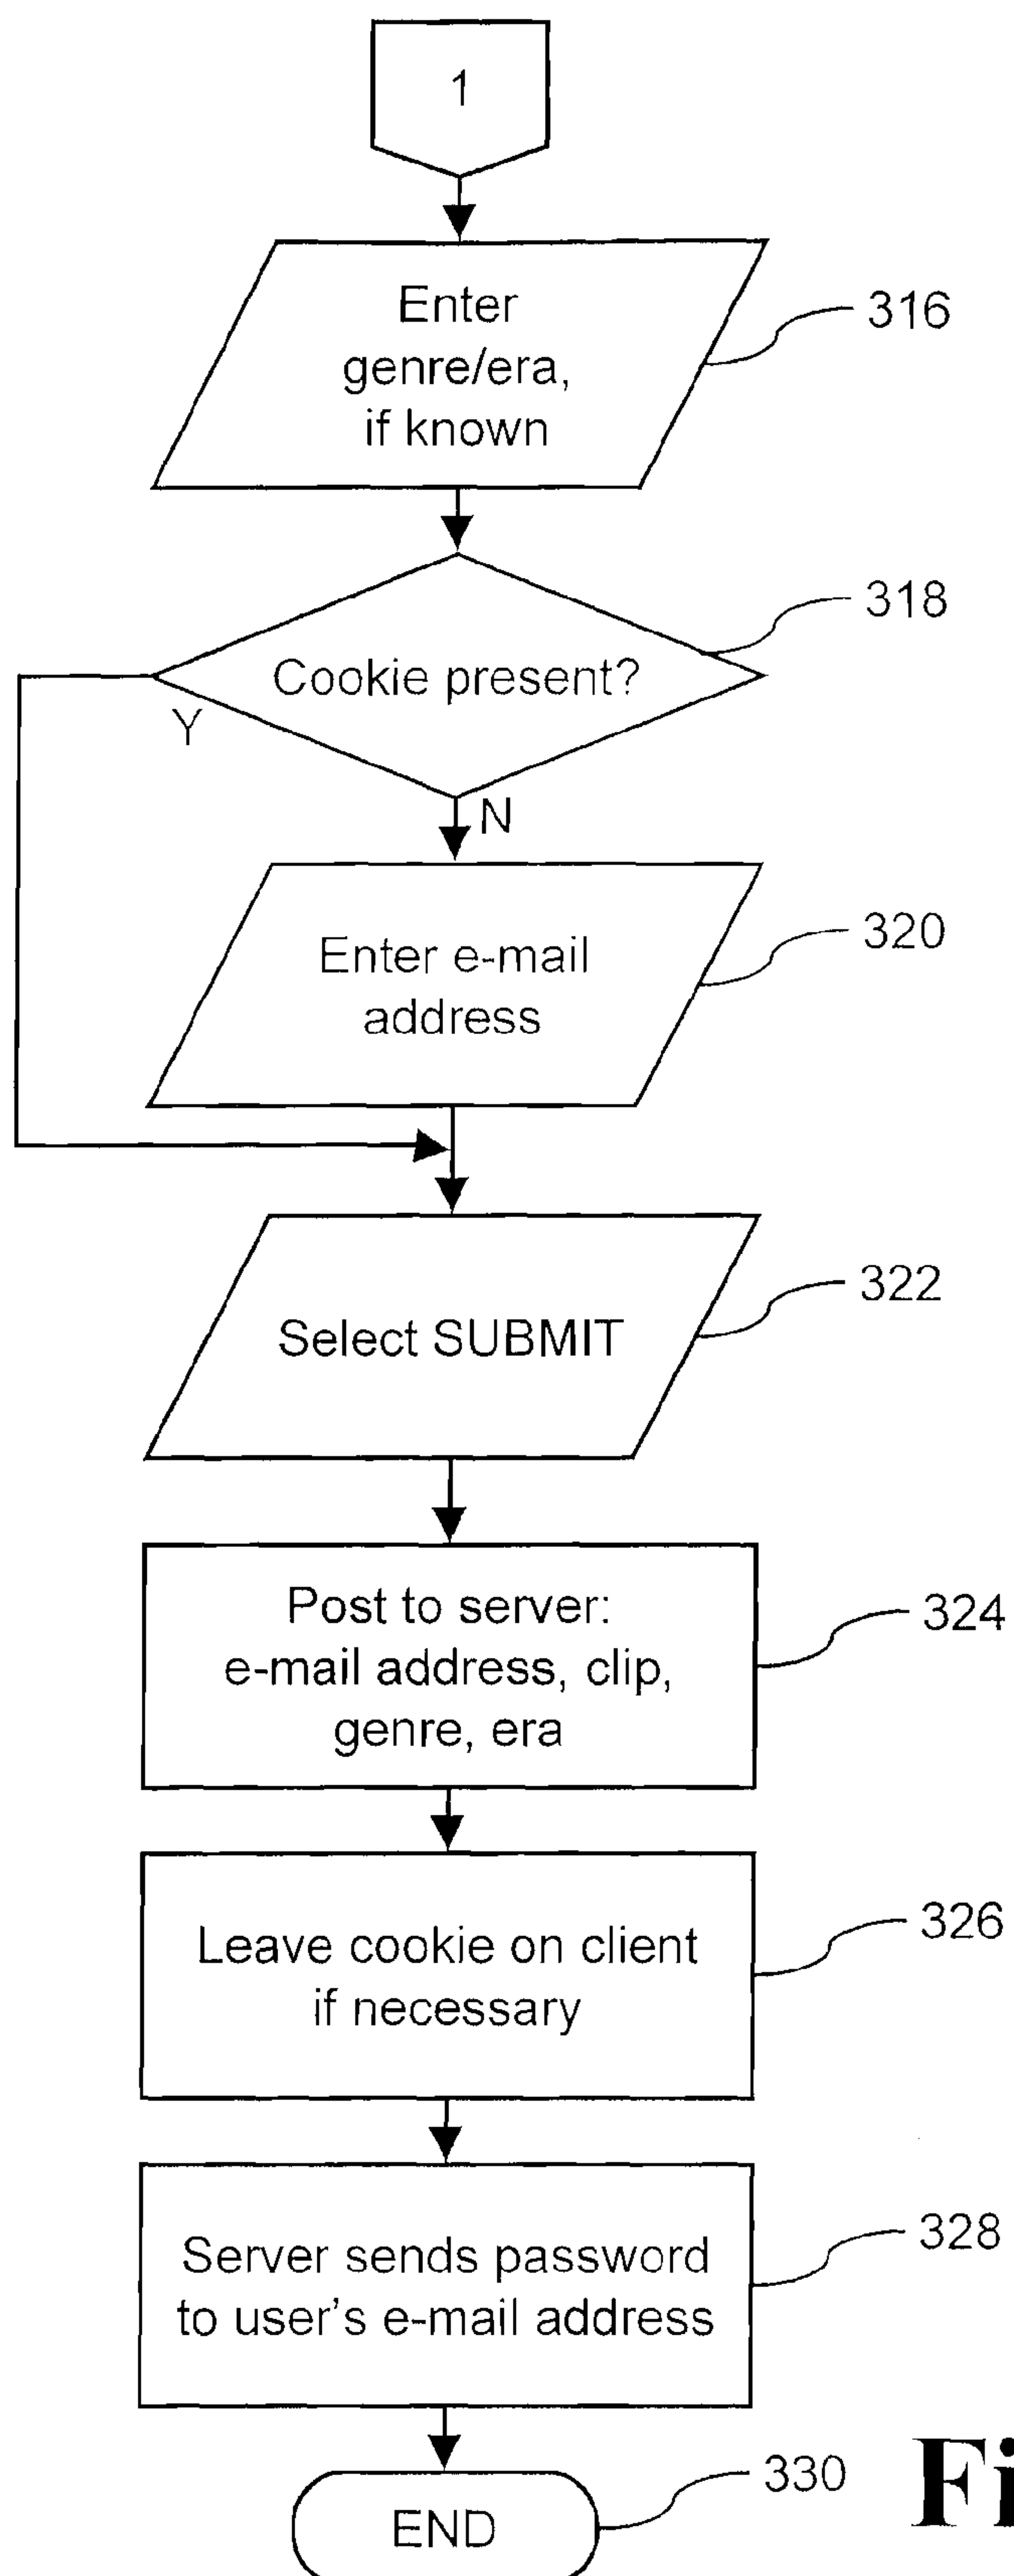 1
Enter
genre/era,
if known
316
Cookie present?
318
Y
N
Enter e-mail
address
320
Select SUBMIT
322
Post to server:
e-mail address, clip,
genre, era
324
Leave cookie on client
if necessary
326
Server sends password
to user's e-mail address
328
END
330
Fi